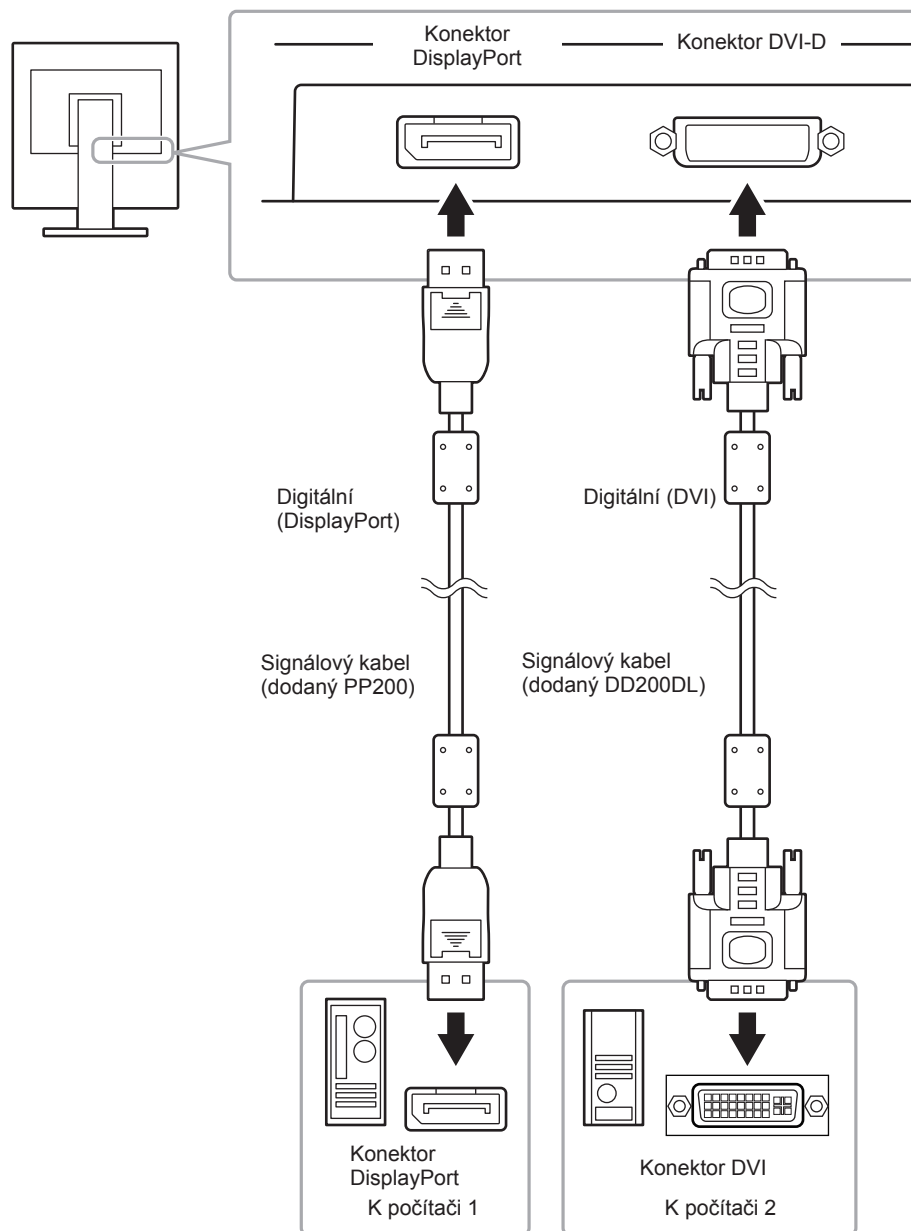 Konektor
DisplayPort
Konektor DVI-D
Digitální
(DisplayPort)
Digitální (DVI)
Signálový kabel
(dodaný PP200)
Signálový kabel
(dodaný DD200DL)
Konektor
DisplayPort
K počítači 1
Konektor DVI
K počítači 2